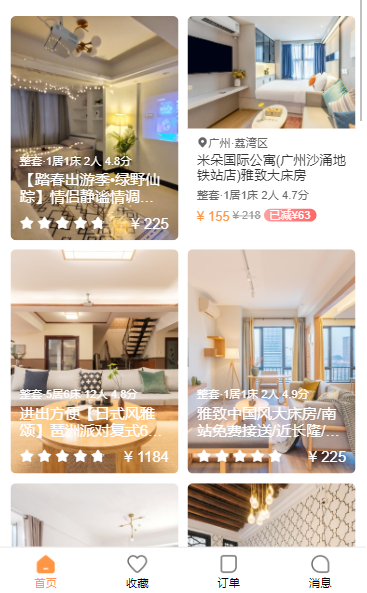 整套·1居1床 2人 4.8分
【踏春出游季·绿野仙
踪】情侣静谧情调...
￥225
广州·荔湾区
米朵国际公寓(广州沙涌地
铁站店)雅致大床房
整套·1居1床 2人 4.7分
￥155 ￥218 已减¥63
整套·5居6床 12人 4.8分
进出方便【日式风雅
颂】琶洲派对复式6...
￥1184
整套·1居1床 2人 4.9分
雅致中国风大床房/南
站免费接送/近长隆/...
￥225
首页
收藏
订单
消息